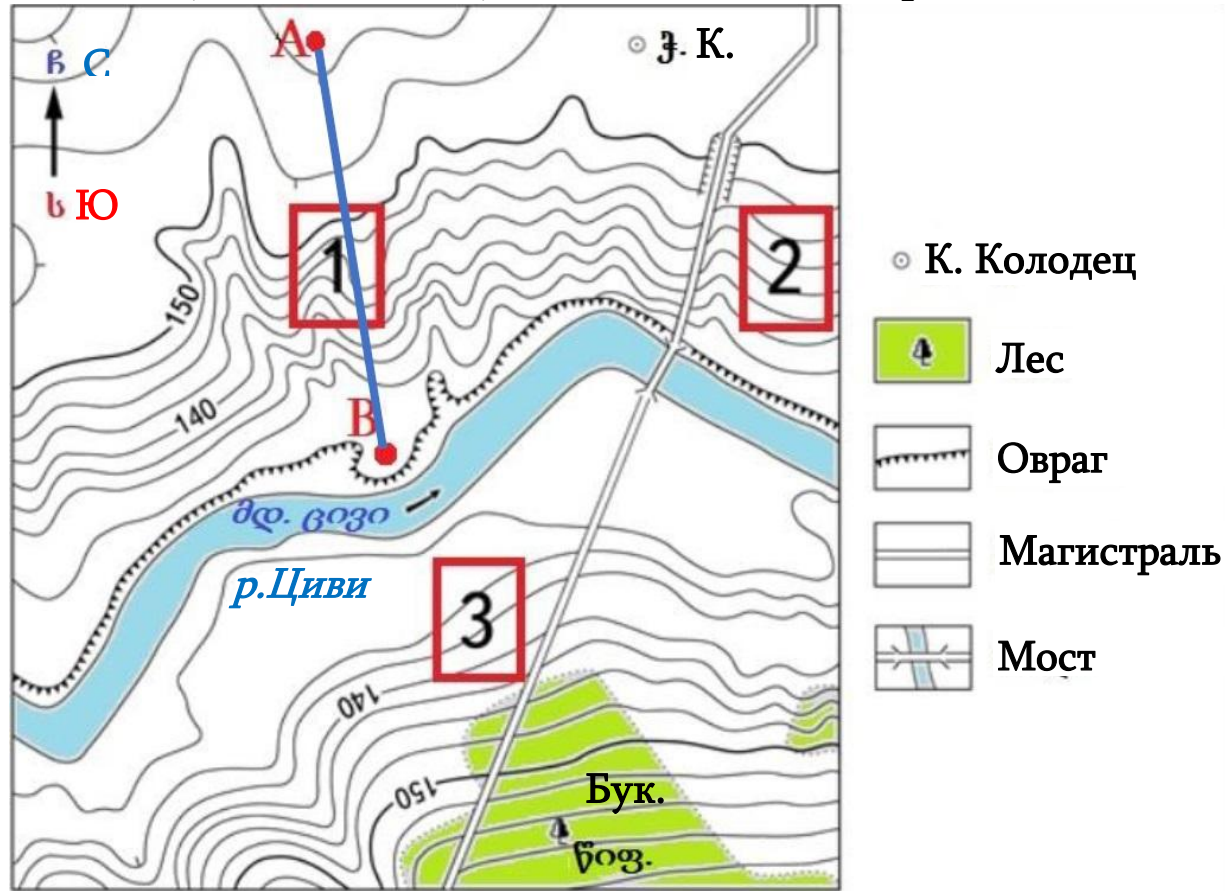 A
ჭ. К.
ჩ С
ს Ю
1
2
150
К. Колодец
Лес
140
B
Овраг
მდ. ცივი
Магистраль
р.Циви
3
Мост
140
150
Бук.
წიფ.